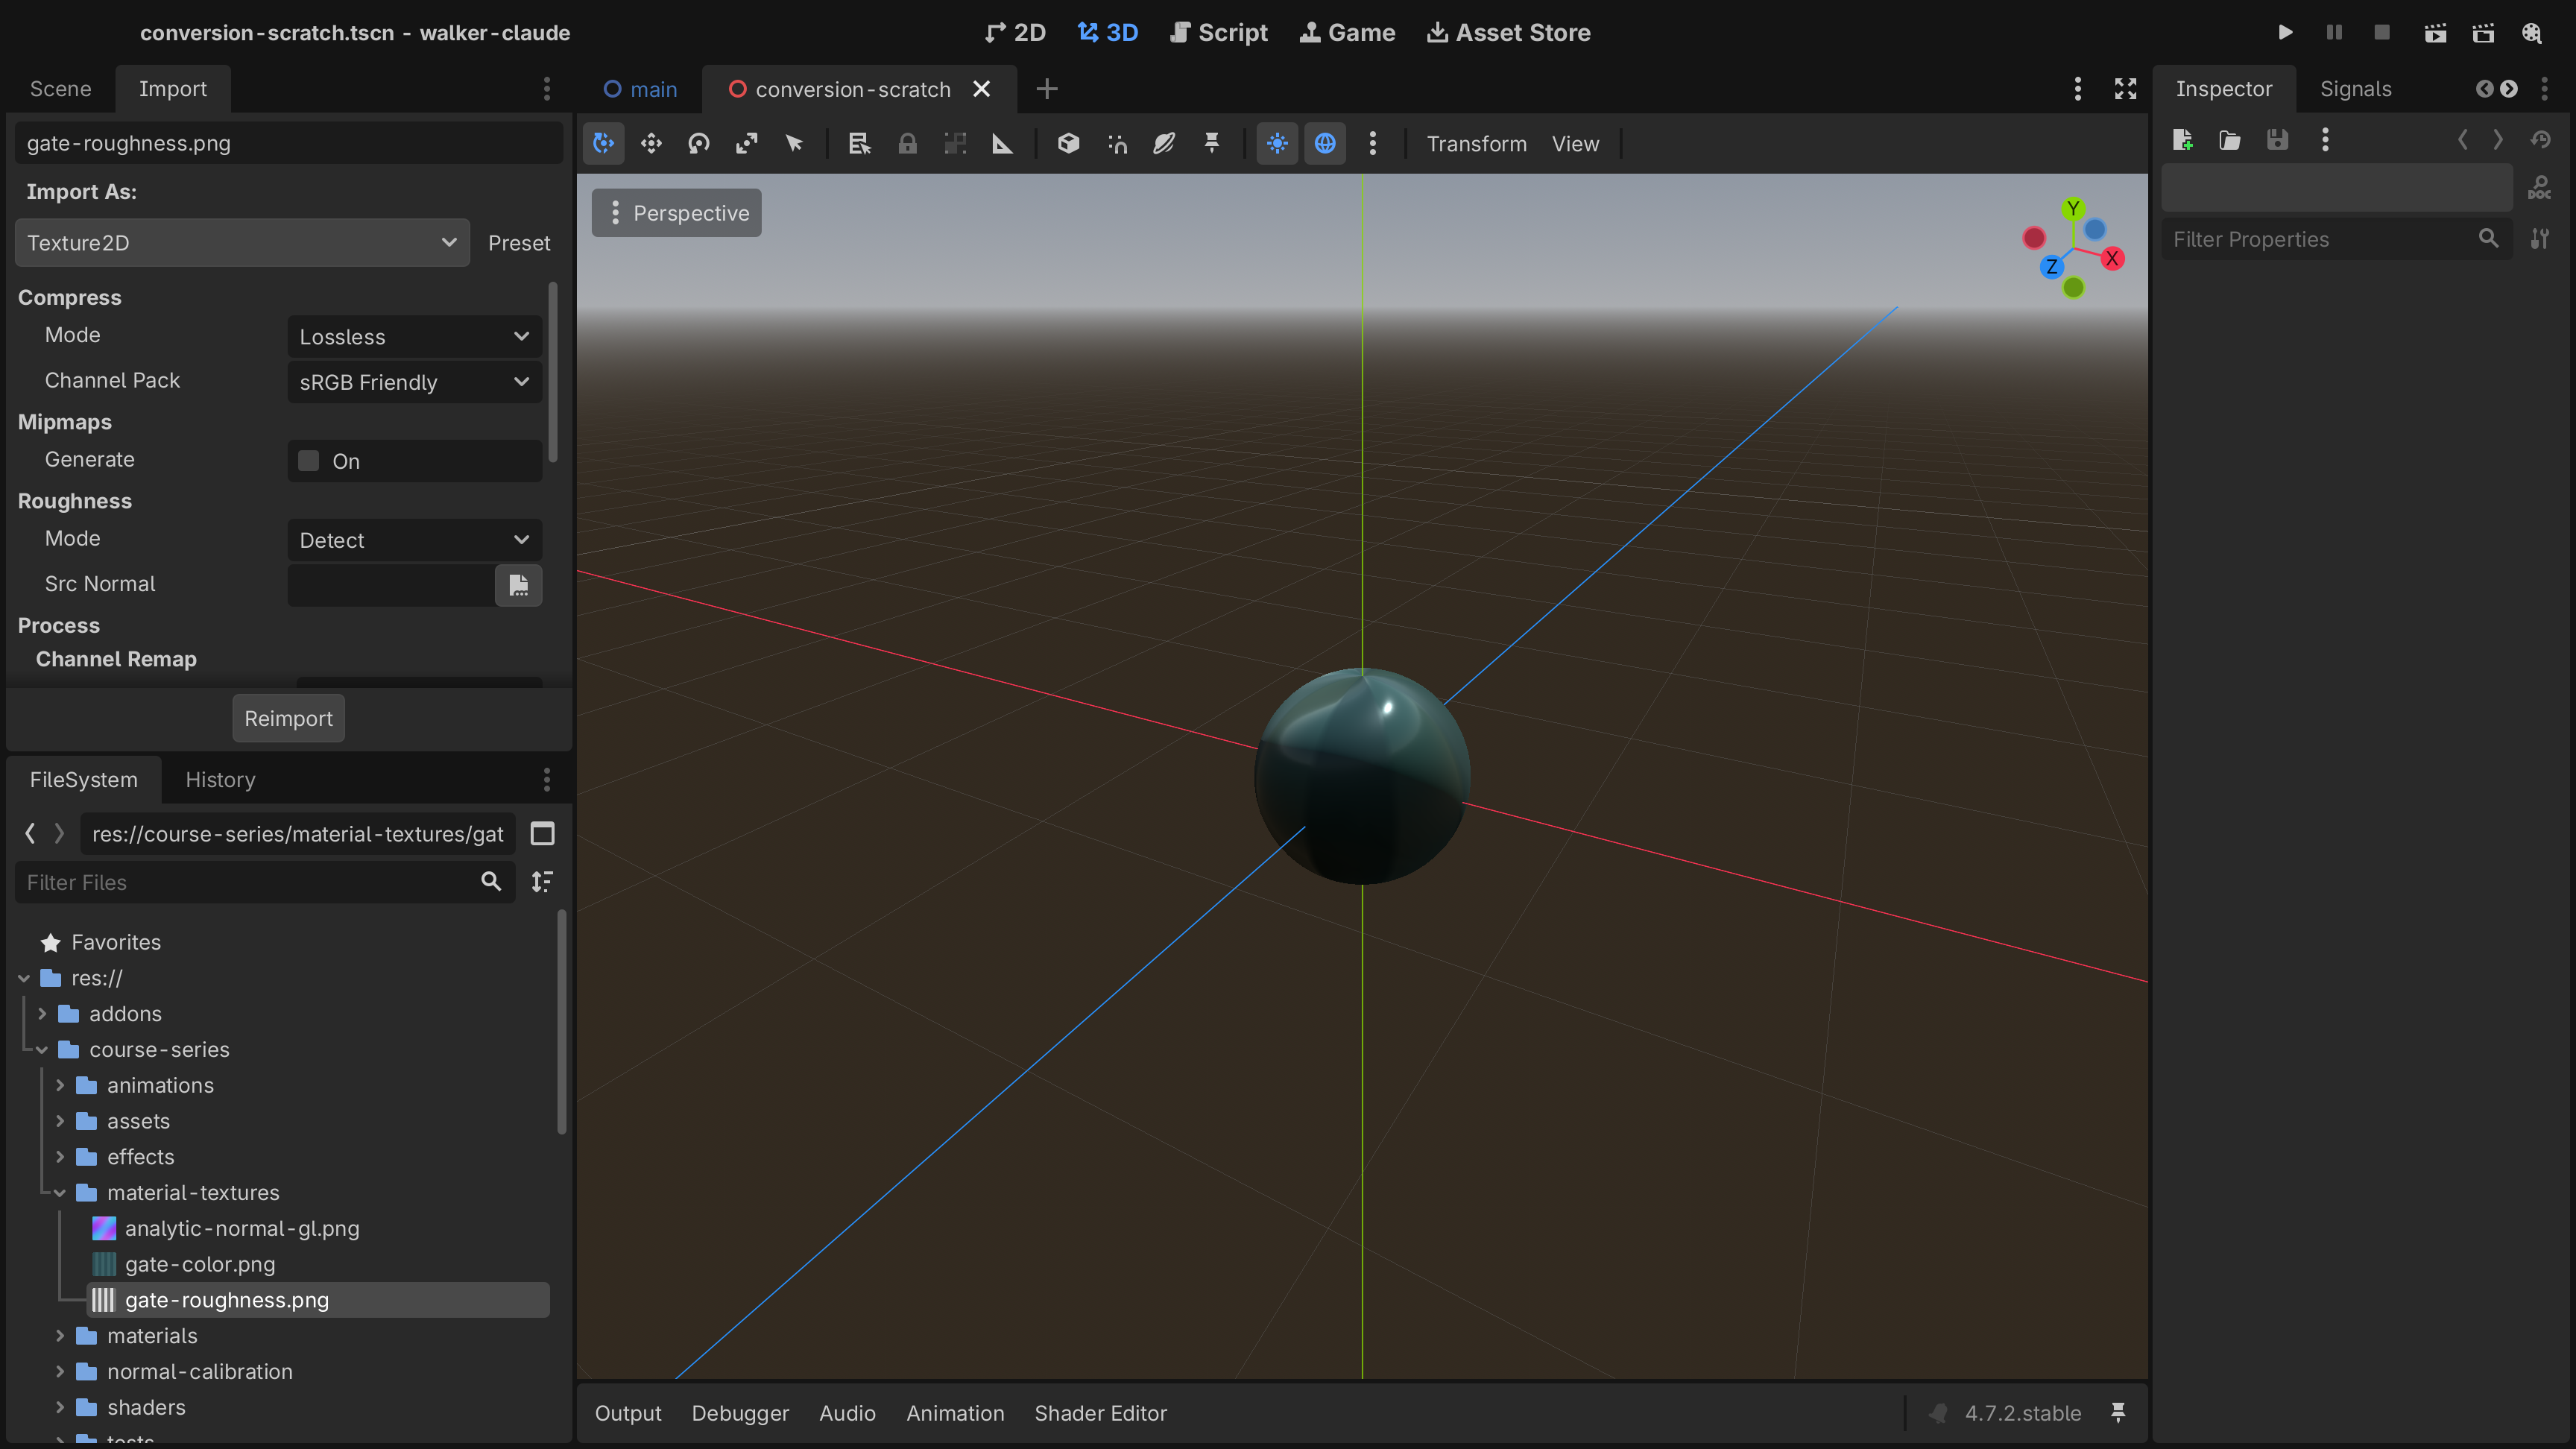 conversion-scratch.tscn - walker-claude
2D
3D
Script
Game
Asset Store
Scene
Import
main
conversion-scratch
Inspector
Signals
gate-roughness.png
Import As:
Texture2D
Preset
Compress
Mode
Lossless
Channel Pack
sRGB Friendly
Mipmaps
Generate
On
Roughness
Mode
Detect
Src Normal
Process
Channel Remap
Reimport
Transform
View
Perspective
Y
X
Z
DOC
Filter Properties
FileSystem
History
res://course-series/material-textures/gat
Filter Files
Favorites
res://
addons
course-series
animations
assets
effects
material-textures
analytic-normal-gl.png
gate-color.png
gate-roughness.png
materials
normal-calibration
shaders
tests
Output
Debugger
Audio
Animation
Shader Editor
4.7.2.stable